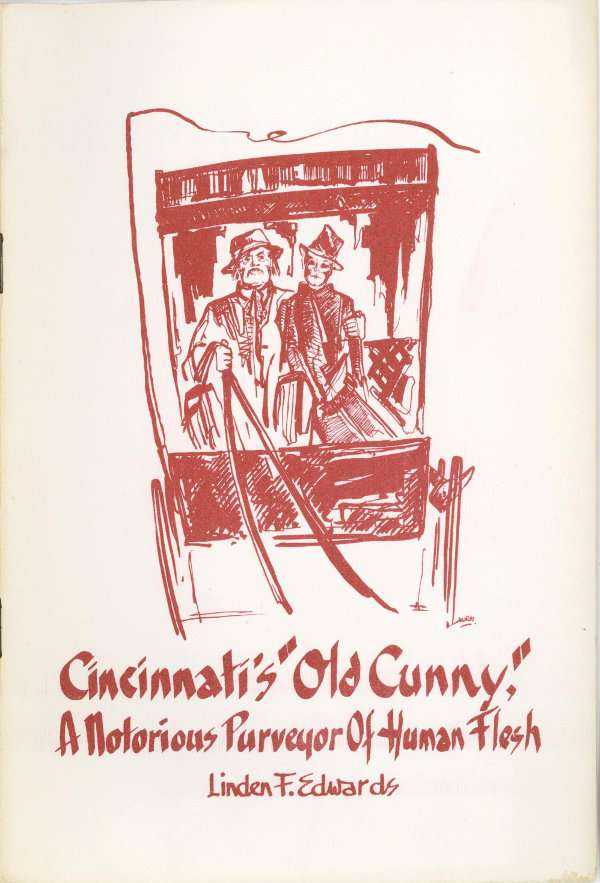 Cincinnati's "Old Cunny,"
A Notorious Purveyor Of Human Flesh
Linden F. Edwards